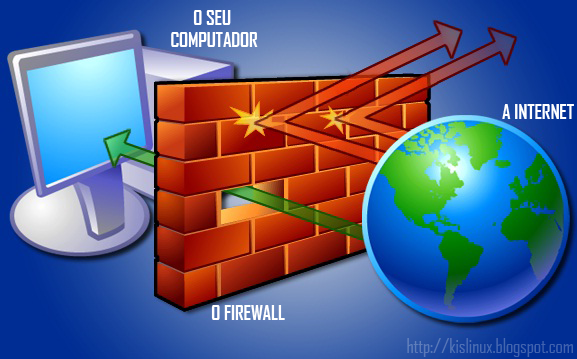 O SEU
COMPUTADOR
A INTERNET
O FIREWALL
http://kislinux.blogspot.com